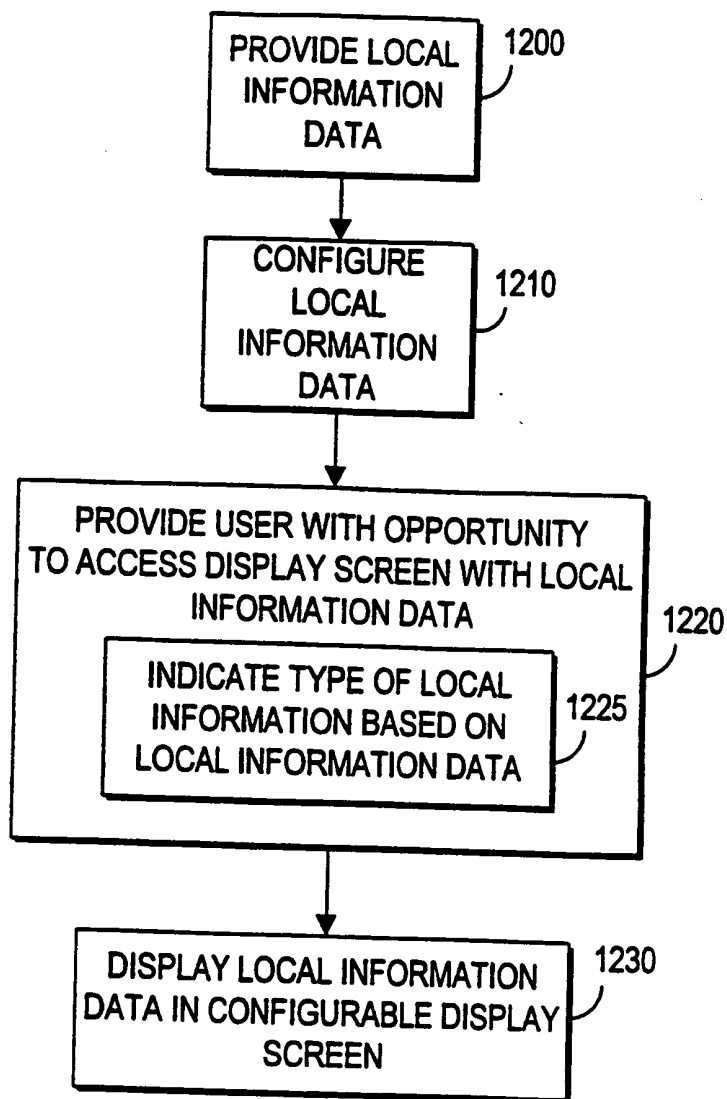 PROVIDE LOCAL
INFORMATION
DATA
1200
CONFIGURE
LOCAL
INFORMATION
DATA
1210
PROVIDE USER WITH OPPORTUNITY
TO ACCESS DISPLAY SCREEN WITH LOCAL
INFORMATION DATA
1220
INDICATE TYPE OF LOCAL
INFORMATION BASED ON
LOCAL INFORMATION DATA
1225
DISPLAY LOCAL INFORMATION
DATA IN CONFIGURABLE DISPLAY
SCREEN
1230